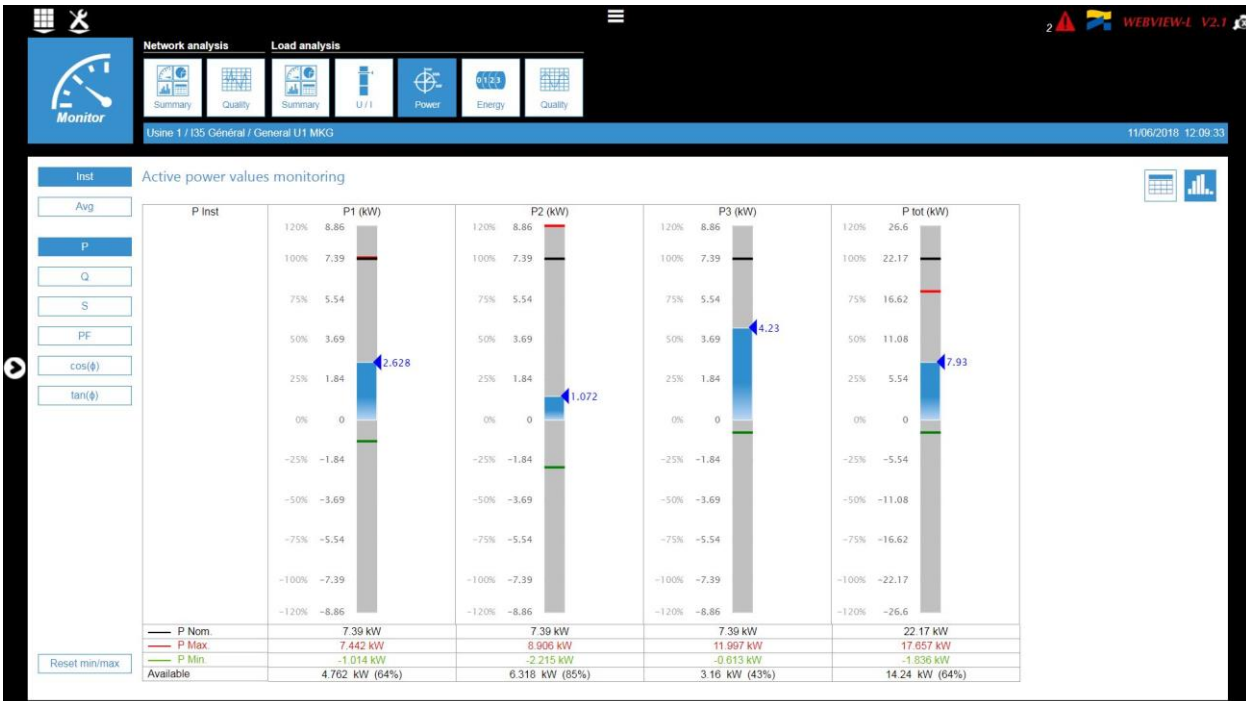 2 WEBVIEW-L V2.1
Network analysis Load analysis
Summary Quality Summary U / I Power Energy Quality
0123
Monitor
Usine 1 / I35 Général / General U1 MKG 11/06/2018 12:09:33
Inst
Avg
P
Q
S
PF
cos(ϕ)
tan(ϕ)
Reset min/max
Active power values monitoring
P Inst P1 (kW) P2 (kW) P3 (kW) P tot (kW)
120% 8.86 120% 8.86 120% 8.86 120% 26.6
100% 7.39 100% 7.39 100% 7.39 100% 22.17
75% 5.54 75% 5.54 75% 5.54 75% 16.62
4.23
50% 3.69 50% 3.69 50% 3.69 50% 11.08
2.628 7.93
25% 1.84 25% 1.84 25% 1.84 25% 5.54
1.072
0% 0 0% 0 0% 0 0% 0
-25% -1.84 -25% -1.84 -25% -1.84 -25% -5.54
-50% -3.69 -50% -3.69 -50% -3.69 -50% -11.08
-75% -5.54 -75% -5.54 -75% -5.54 -75% -16.62
-100% -7.39 -100% -7.39 -100% -7.39 -100% -22.17
-120% -8.86 -120% -8.86 -120% -8.86 -120% -26.6
P Nom. 7.39 kW 7.39 kW 7.39 kW 22.17 kW
P Max. 7.442 kW 8.906 kW 11.997 kW 17.657 kW
P Min. -1.014 kW -2.215 kW -0.613 kW -1.836 kW
Available 4.762 kW (64%) 6.318 kW (85%) 3.16 kW (43%) 14.24 kW (64%)